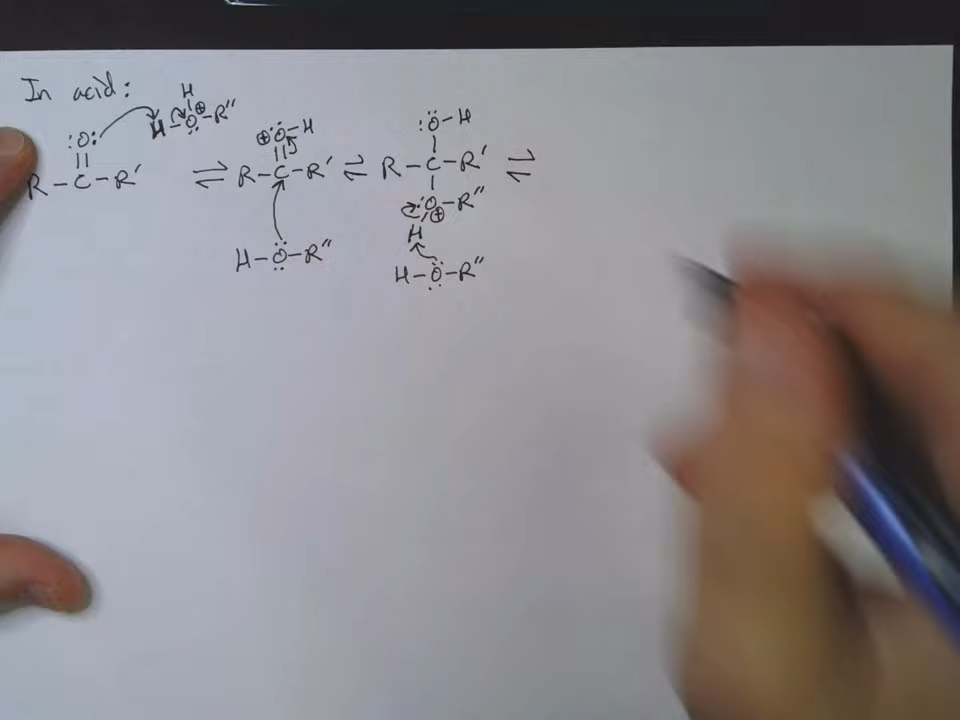 In acid:
H
H–Ö–R″ ⊕
:O:
‖
R–C–R′
⇌
⊕:Ö–H
‖
R–C–R′
H–Ö–R″
⇌
:Ö–H
|
R–C–R′
|
:O–R″
⊕
H
H–Ö–R″
⇌